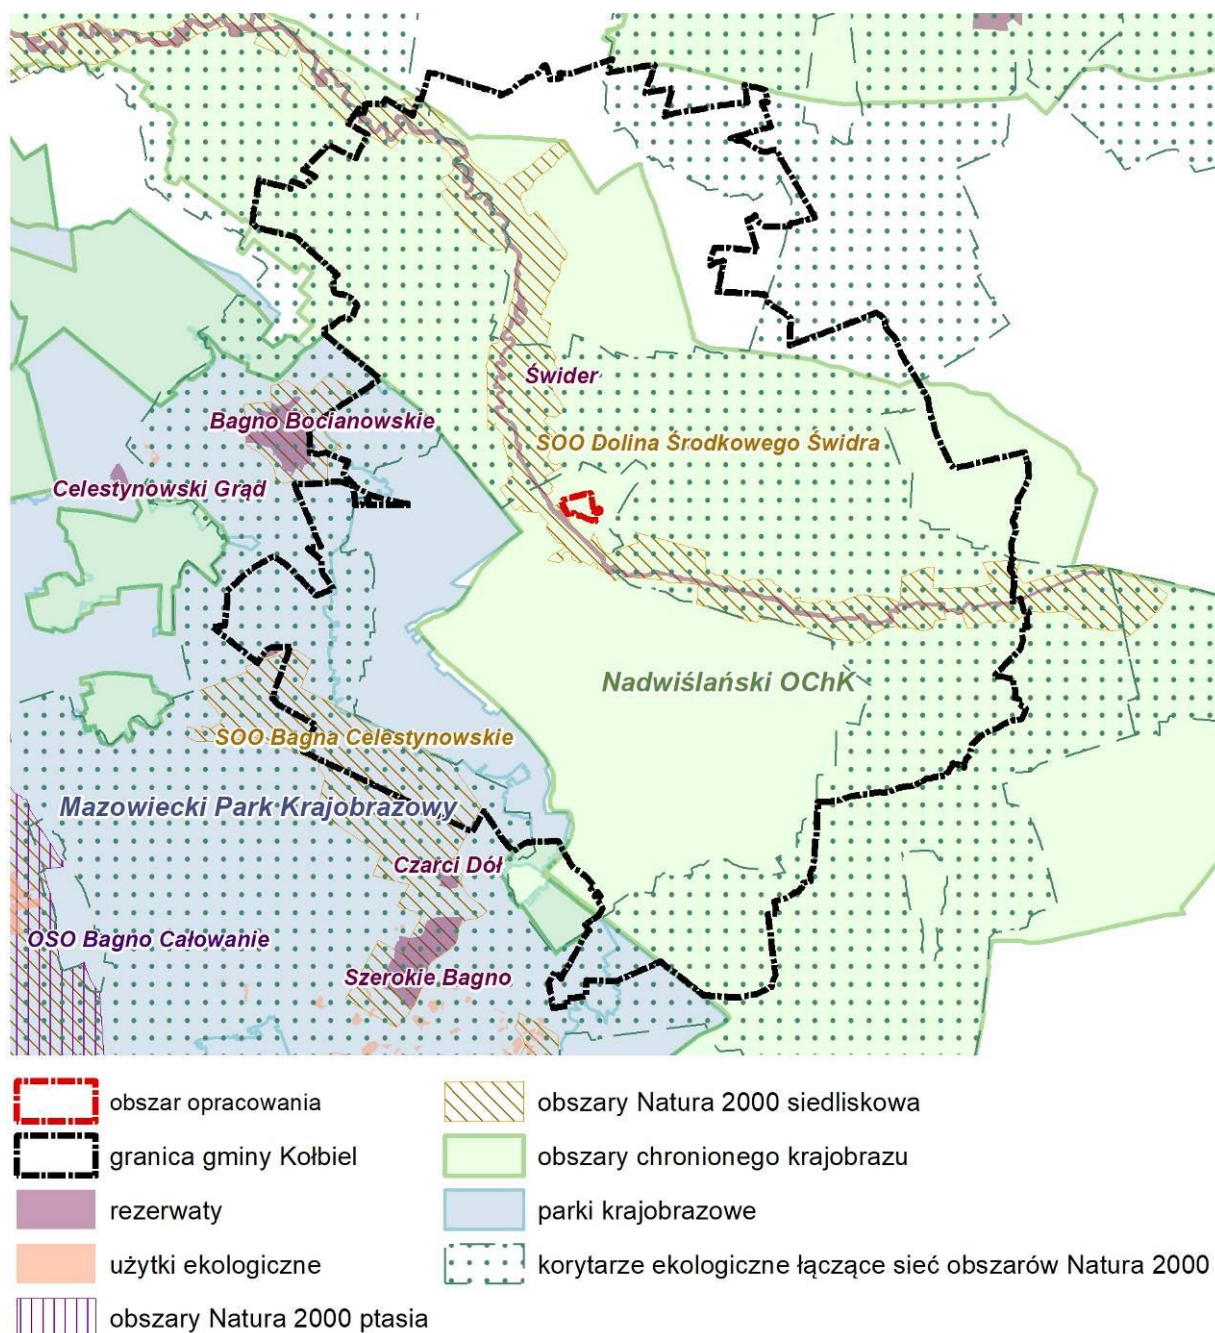 Świder
Bagno Bocianowskie
SOO Dolina Środkowego Świdra
Celestynowski Grąd
Nadwiślański OChK
SOO Bagna Celestynowskie
Mazowiecki Park Krajobrazowy
Czarci Dół
OSO Bagno Całowanie
Szerokie Bagno
obszar opracowania
granica gminy Kołbiel
rezerwaty
użytki ekologiczne
obszary Natura 2000 ptasia
obszary Natura 2000 siedliskowa
obszary chronionego krajobrazu
parki krajobrazowe
korytarze ekologiczne łączące sieć obszarów Natura 2000